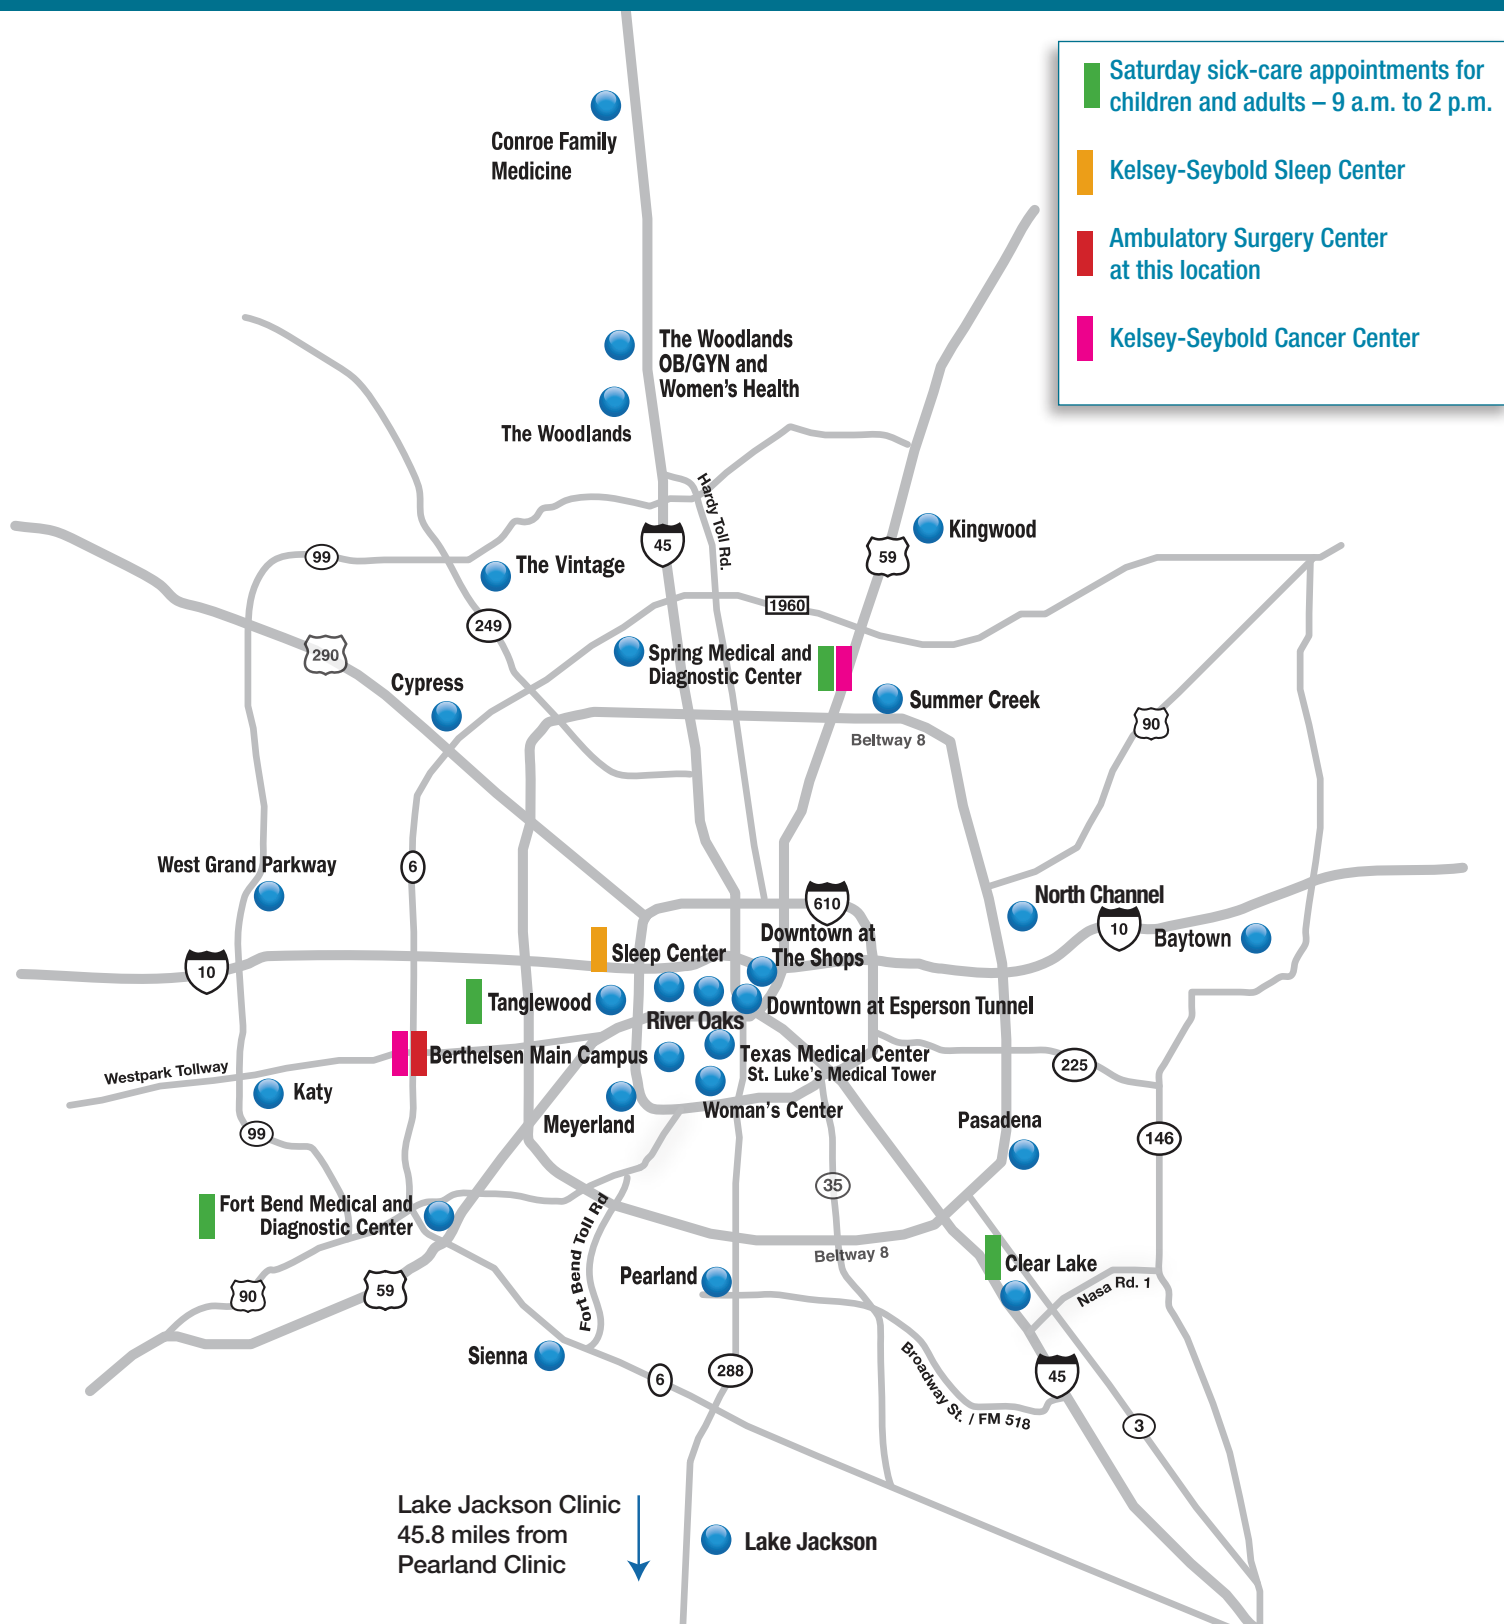 Saturday sick-care appointments for
children and adults – 9 a.m. to 2 p.m.
Kelsey-Seybold Sleep Center
Ambulatory Surgery Center
at this location
Kelsey-Seybold Cancer Center
Conroe Family
Medicine
The Woodlands
OB/GYN and
Women's Health
The Woodlands
Hardy Toll Rd.
45
59
Kingwood
99
The Vintage
1960
249
290
Spring Medical and
Diagnostic Center
Cypress
Summer Creek
Beltway 8
90
West Grand Parkway
6
610
North Channel
10
Baytown
Downtown at
The Shops
Sleep Center
10
Tanglewood
Downtown at Esperson Tunnel
River Oaks
Berthelsen Main Campus
Texas Medical Center
St. Luke's Medical Tower
Westpark Tollway
225
Katy
Woman's Center
Meyerland
Pasadena
99
146
35
Fort Bend Medical and
Diagnostic Center
Fort Bend Toll Rd
Beltway 8
Clear Lake
Pearland
Nasa Rd. 1
90
59
Sienna
6
288
Broadway St. / FM 518
45
3
Lake Jackson Clinic
45.8 miles from
Pearland Clinic
Lake Jackson